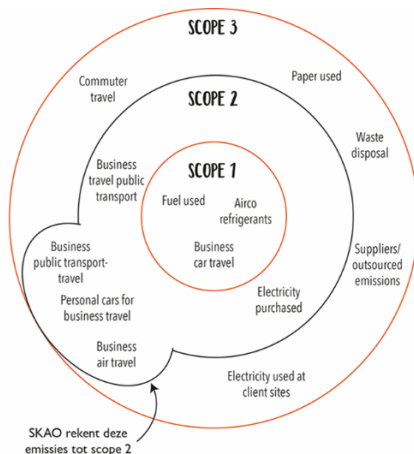 SCOPE 3
Commuter
travel
Paper used
SCOPE 2
Waste
disposal
Business
travel public
transport
SCOPE 1
Fuel used
Airco
refrigerants
Business
car travel
Business
public transport-
travel
Suppliers/
outsourced
emissions
Personal cars for
business travel
Electricity
purchased
Business
air travel
Electricity used at
client sites
SKAO rekent deze
emissies tot scope 2